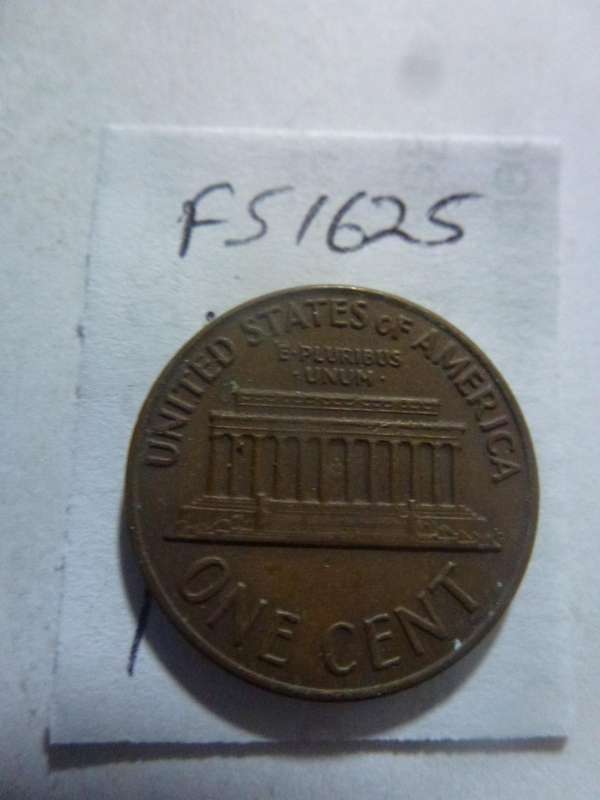 FS1625
UNITED STATES OF AMERICA
E·PLURIBUS
·UNUM·
ONE CENT